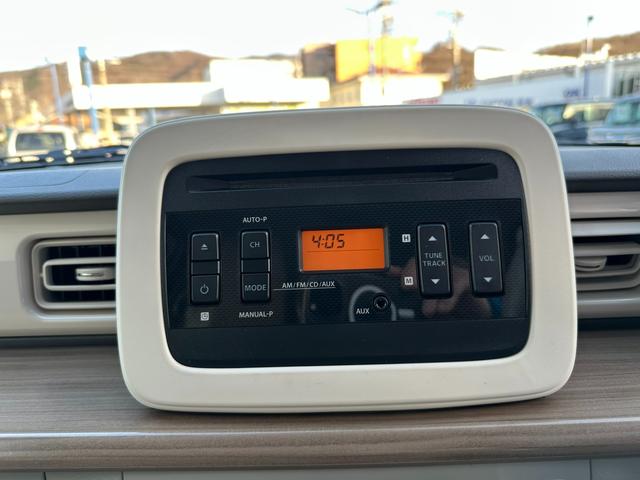 AUTO-P
CH
4:05
H
TUNE
TRACK
VOL
MODE
AM/FM/CD/AUX
M
AUX
MANUAL-P